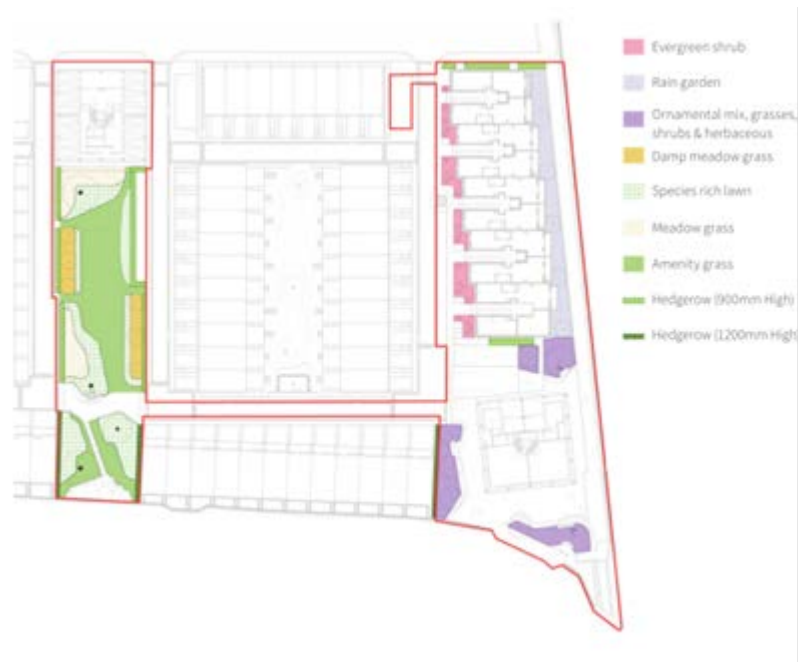 Evergreen shrub
Rain garden
Ornamental mix, grasses,
shrubs & herbaceous
Damp meadow grass
Species rich lawn
Meadow grass
Amenity grass
Hedgerow (900mm High)
Hedgerow (1200mm High